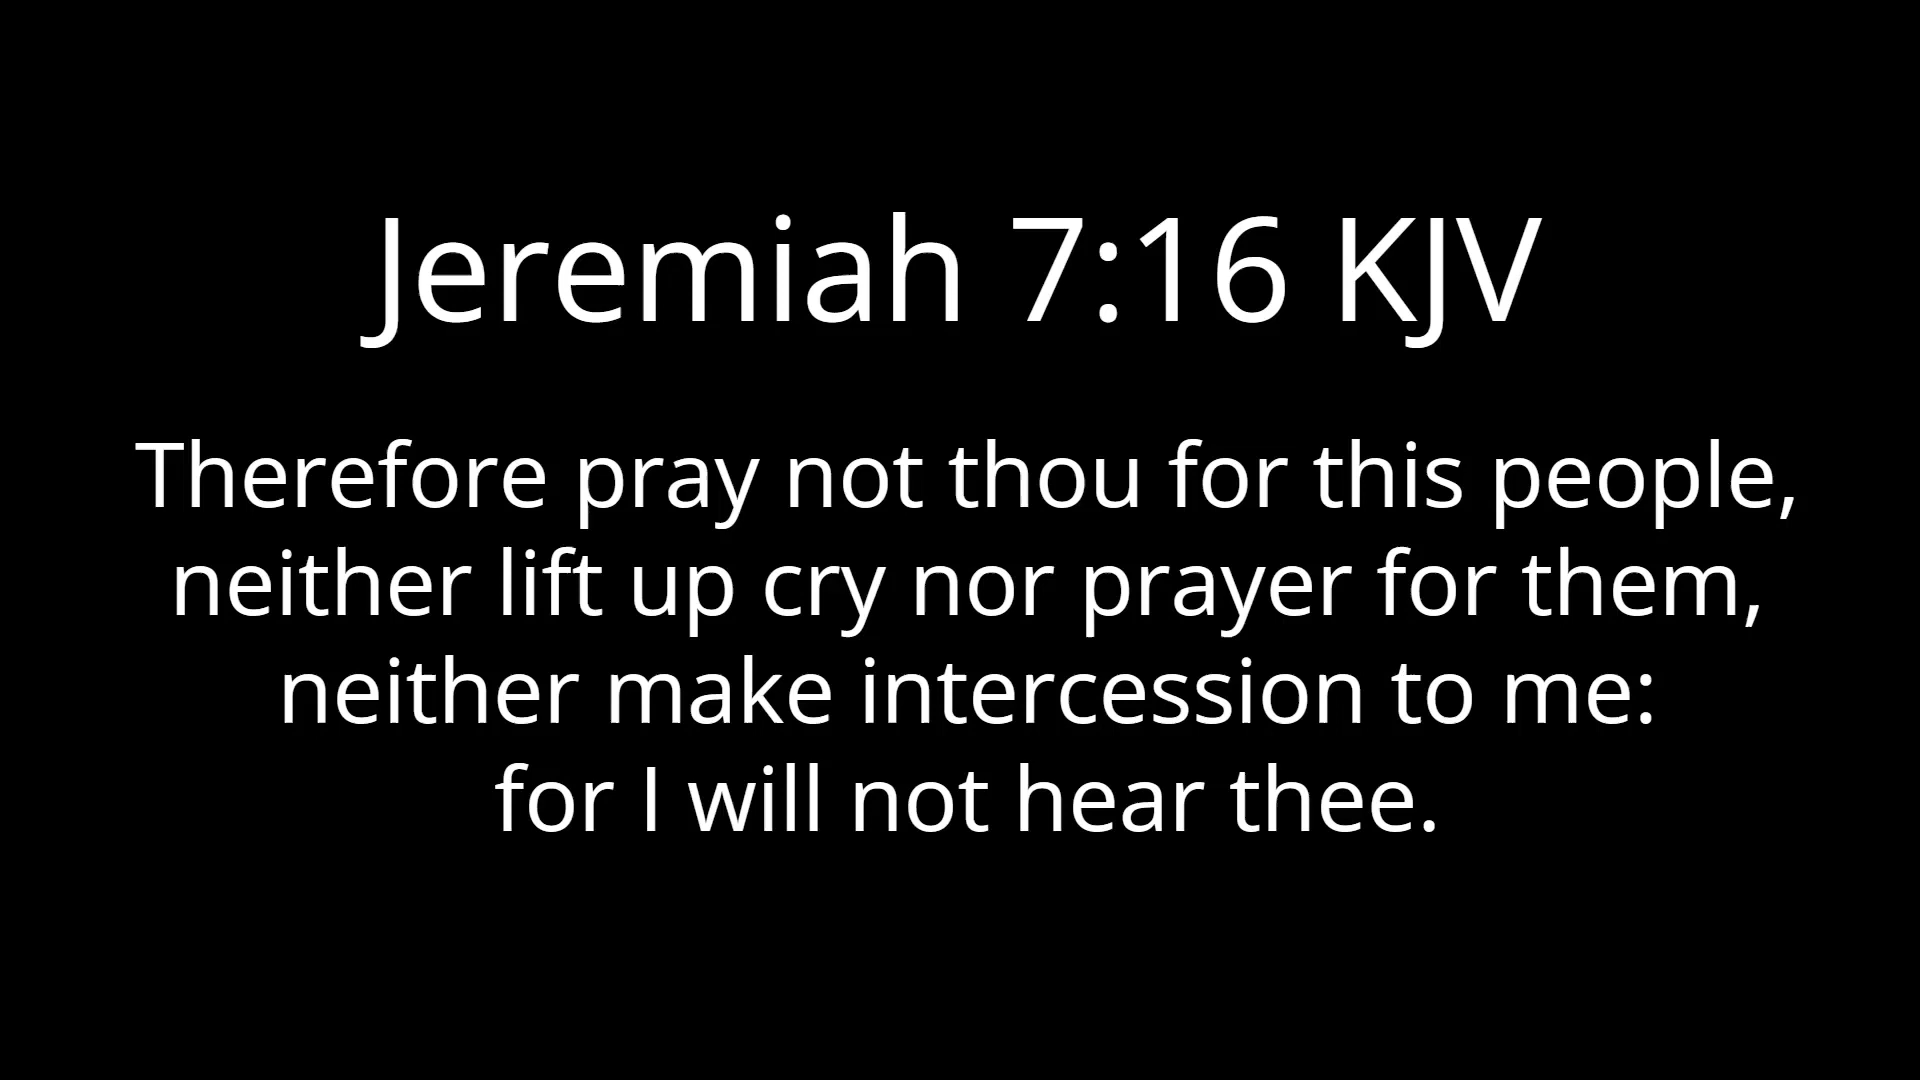 Jeremiah 7:16 KJV
Therefore pray not thou for this people,
neither lift up cry nor prayer for them,
neither make intercession to me:
for I will not hear thee.